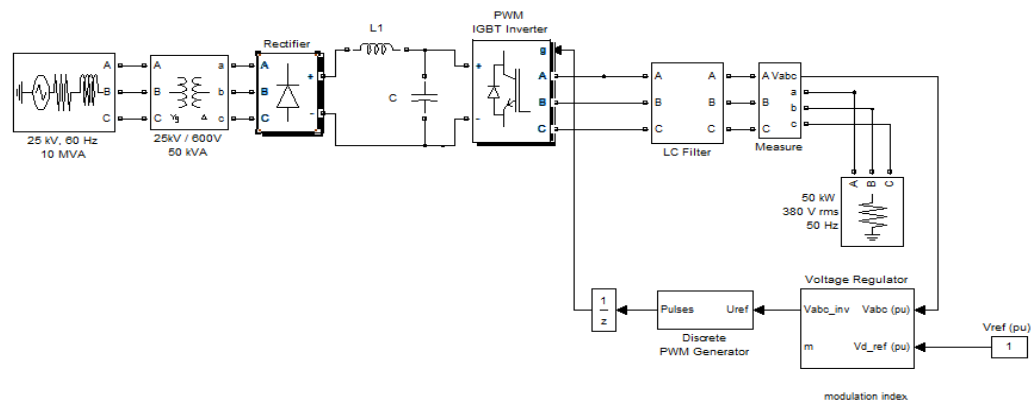 PWM
IGBT Inverter
L1
Rectifier
g
A A a A + + A A A A Vabc
a
B B b B C B B B B b
C C c C - - C C C C c
Yg Δ
25 kV, 60 Hz
10 MVA
25kV / 600V
50 kVA
LC Filter
Measure
A B C
50 kW
380 V rms
50 Hz
Voltage Regulator
1
z
Pulses Uref
Vabc_inv Vabc (pu)
m Vd_ref (pu)
Discrete
PWM Generator
Vref (pu)
1
modulation index